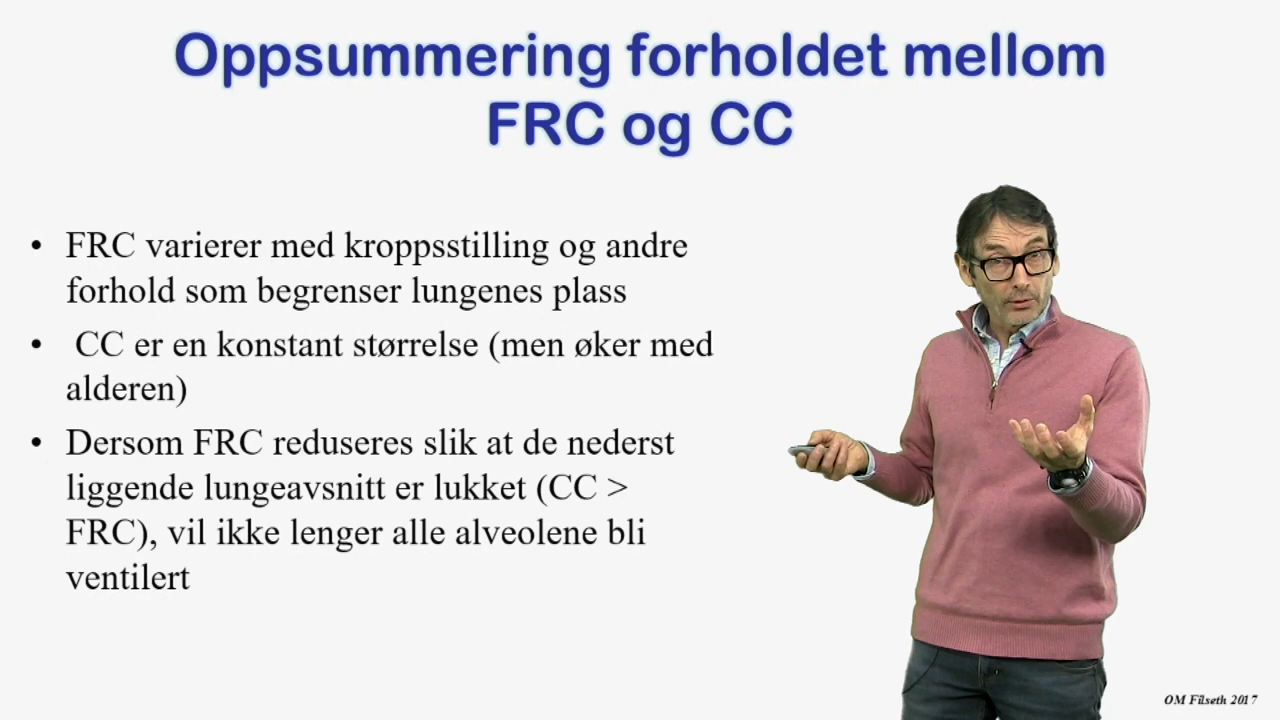 Oppsummering forholdet mellom
FRC og CC
• FRC varierer med kroppsstilling og andre
forhold som begrenser lungenes plass
• CC er en konstant størrelse (men øker med
alderen)
• Dersom FRC reduseres slik at de nederst
liggende lungeavsnitt er lukket (CC >
FRC), vil ikke lenger alle alveolene bli
ventilert
OM Filseth 2017